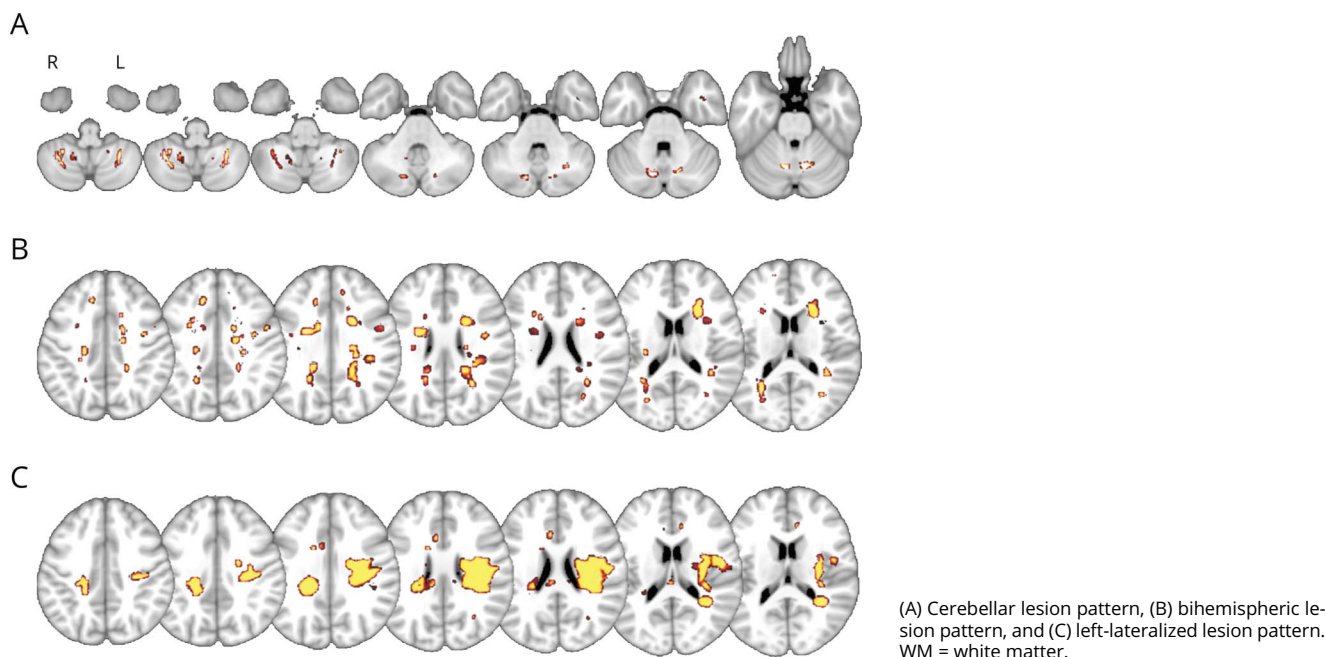 A
R L
B
C
(A) Cerebellar lesion pattern, (B) bihemispheric le-
sion pattern, and (C) left-lateralized lesion pattern.
WM = white matter.